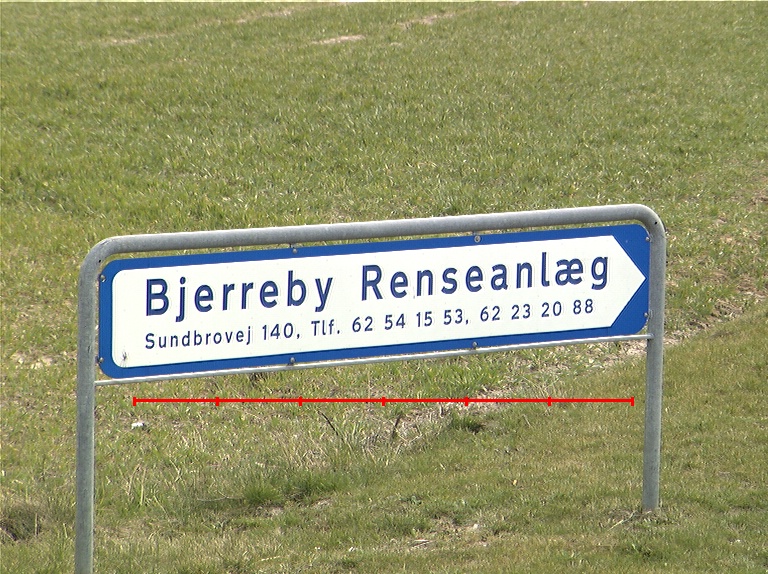 Bjerreby Renseanlæg
Sundbrovej 140, Tlf. 62 54 15 53, 62 23 20 88